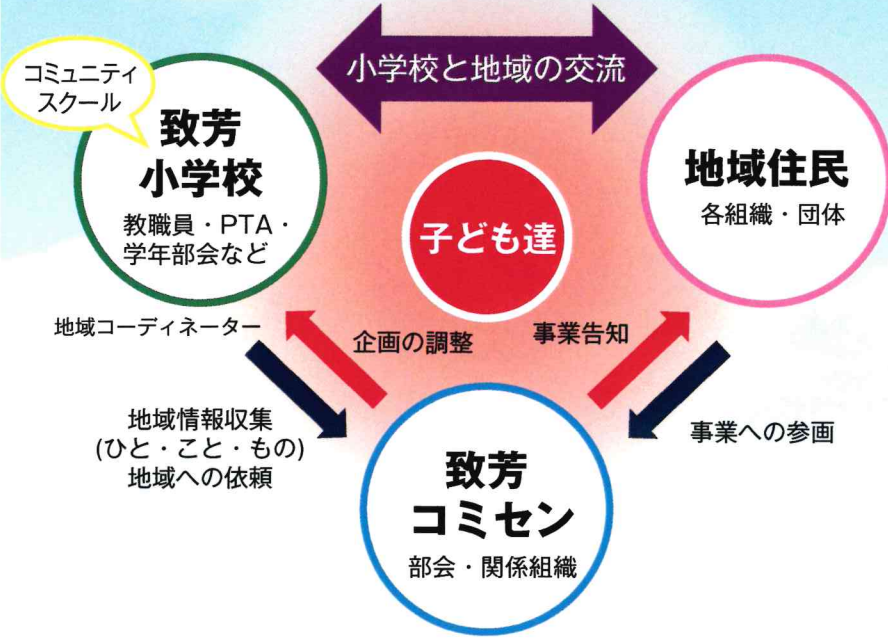 小学校と地域の交流
コミュニティ
スクール
致芳
小学校
教職員・PTA・
学年部会など
地域住民
各組織・団体
子ども達
地域コーディネーター
企画の調整
事業告知
地域情報収集
(ひと・こと・もの)
地域への依頼
事業への参画
致芳
コミセン
部会・関係組織